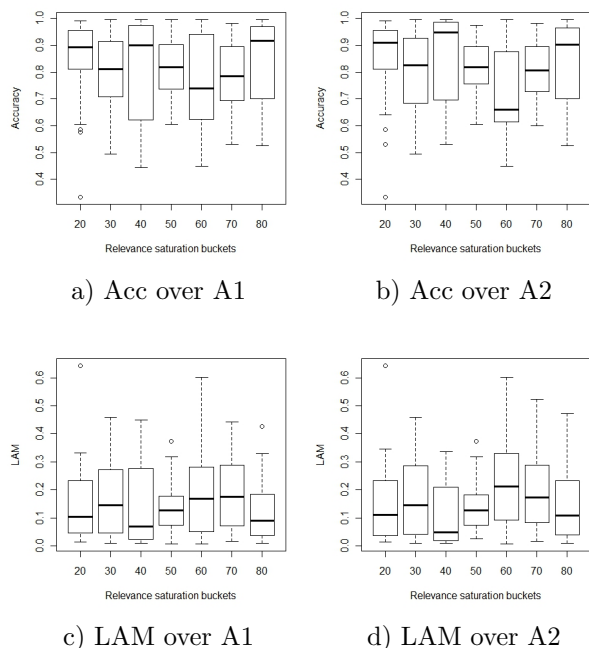 Accuracy
0.4 0.5 0.6 0.7 0.8 0.9 1.0
20 30 40 50 60 70 80
Relevance saturation buckets
a) Acc over A1
Accuracy
0.4 0.5 0.6 0.7 0.8 0.9 1.0
20 30 40 50 60 70 80
Relevance saturation buckets
b) Acc over A2
LAM
0.0 0.1 0.2 0.3 0.4 0.5 0.6
20 30 40 50 60 70 80
Relevance saturation buckets
c) LAM over A1
LAM
0.0 0.1 0.2 0.3 0.4 0.5 0.6
20 30 40 50 60 70 80
Relevance saturation buckets
d) LAM over A2